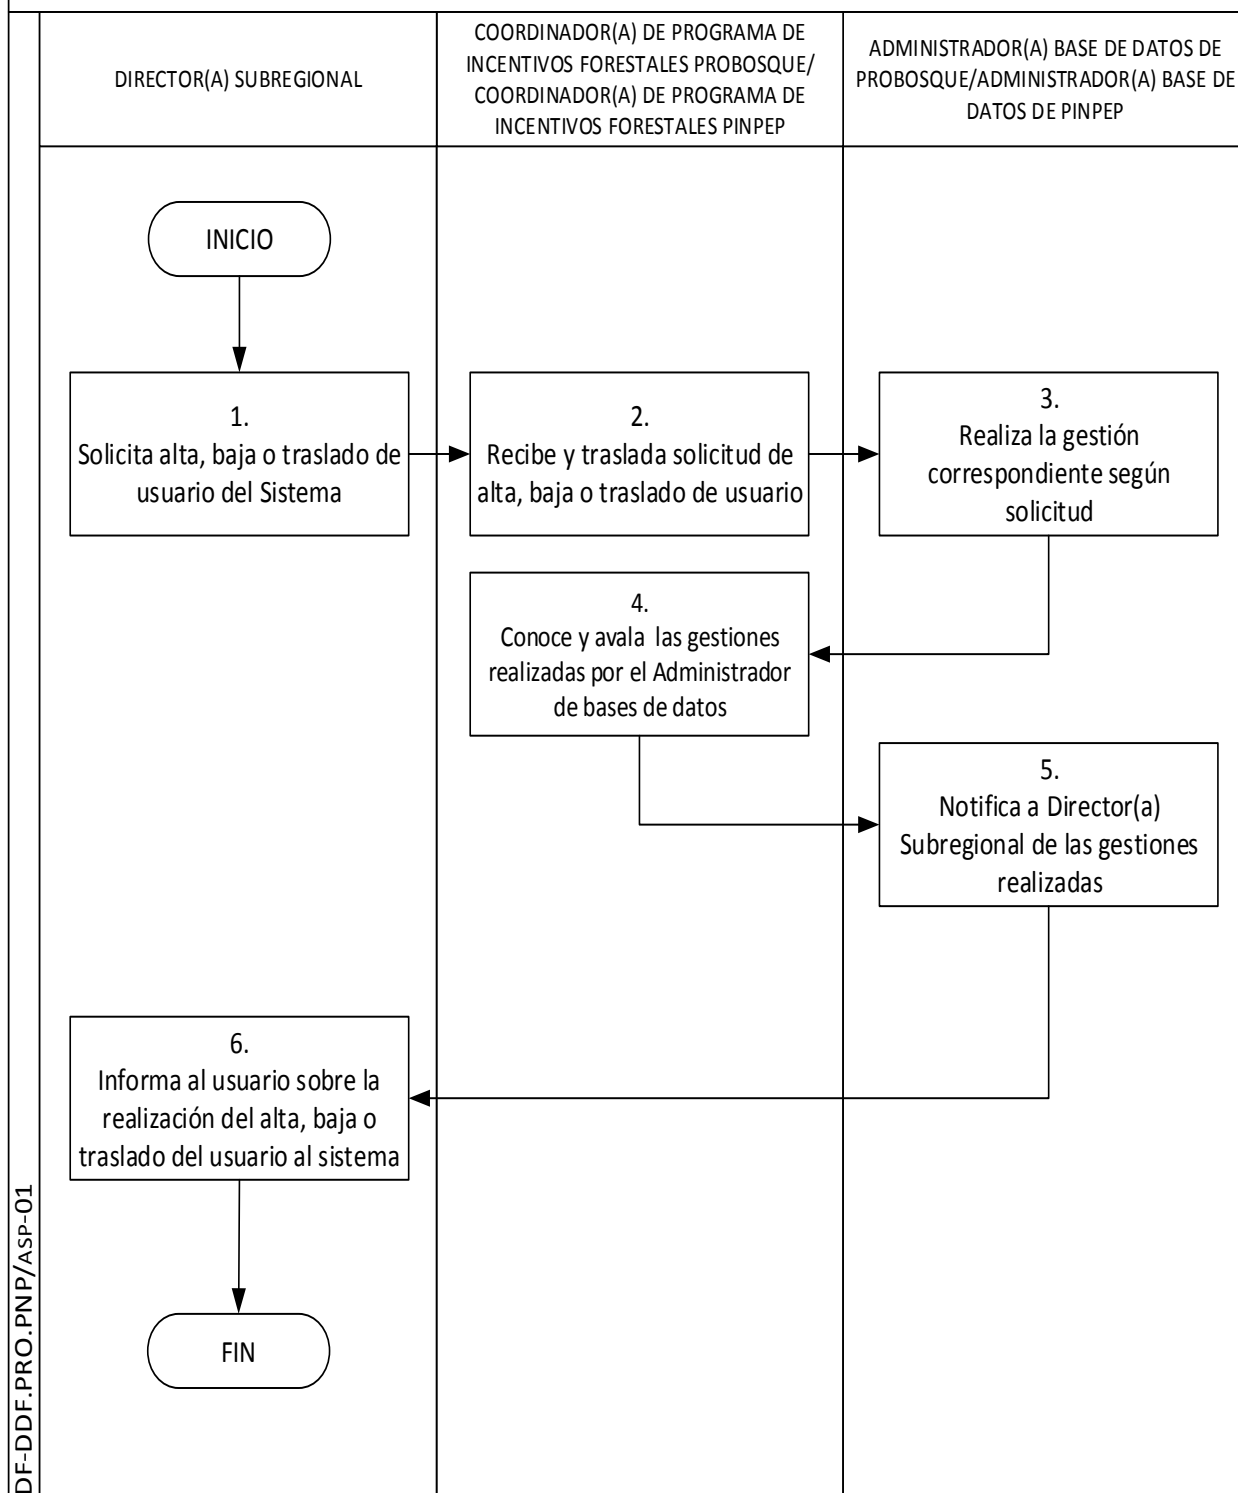 DIRECTOR(A) SUBREGIONAL
COORDINADOR(A) DE PROGRAMA DE
INCENTIVOS FORESTALES PROBOSQUE/
COORDINADOR(A) DE PROGRAMA DE
INCENTIVOS FORESTALES PINPEP
ADMINISTRADOR(A) BASE DE DATOS DE
PROBOSQUE/ADMINISTRADOR(A) BASE DE
DATOS DE PINPEP
INICIO
1.
Solicita alta, baja o traslado de
usuario del Sistema
2.
Recibe y traslada solicitud de
alta, baja o traslado de usuario
3.
Realiza la gestión
correspondiente según
solicitud
4.
Conoce y avala las gestiones
realizadas por el Administrador
de bases de datos
5.
Notifica a Director(a)
Subregional de las gestiones
realizadas
6.
Informa al usuario sobre la
realización del alta, baja o
traslado del usuario al sistema
FIN
DF-DDF.PRO.PNP/ASP-01